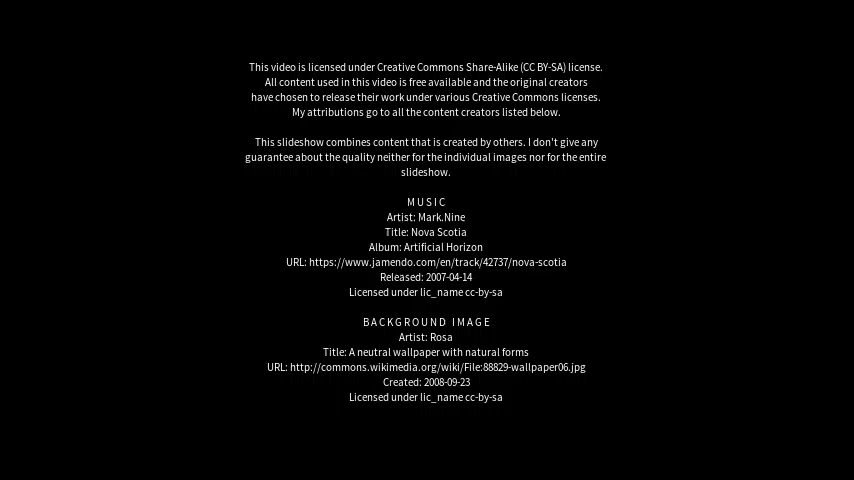 This video is licensed under Creative Commons Share-Alike (CC BY-SA) license.
All content used in this video is free available and the original creators
have chosen to release their work under various Creative Commons licenses.
My attributions go to all the content creators listed below.
This slideshow combines content that is created by others. I don't give any
guarantee about the quality neither for the individual images nor for the entire
slideshow.
MUSIC
Artist: Mark.Nine
Title: Nova Scotia
Album: Artificial Horizon
URL: https://www.jamendo.com/en/track/42737/nova-scotia
Released: 2007-04-14
Licensed under lic_name cc-by-sa
BACKGROUND IMAGE
Artist: Rosa
Title: A neutral wallpaper with natural forms
URL: http://commons.wikimedia.org/wiki/File:88829-wallpaper06.jpg
Created: 2008-09-23
Licensed under lic_name cc-by-sa